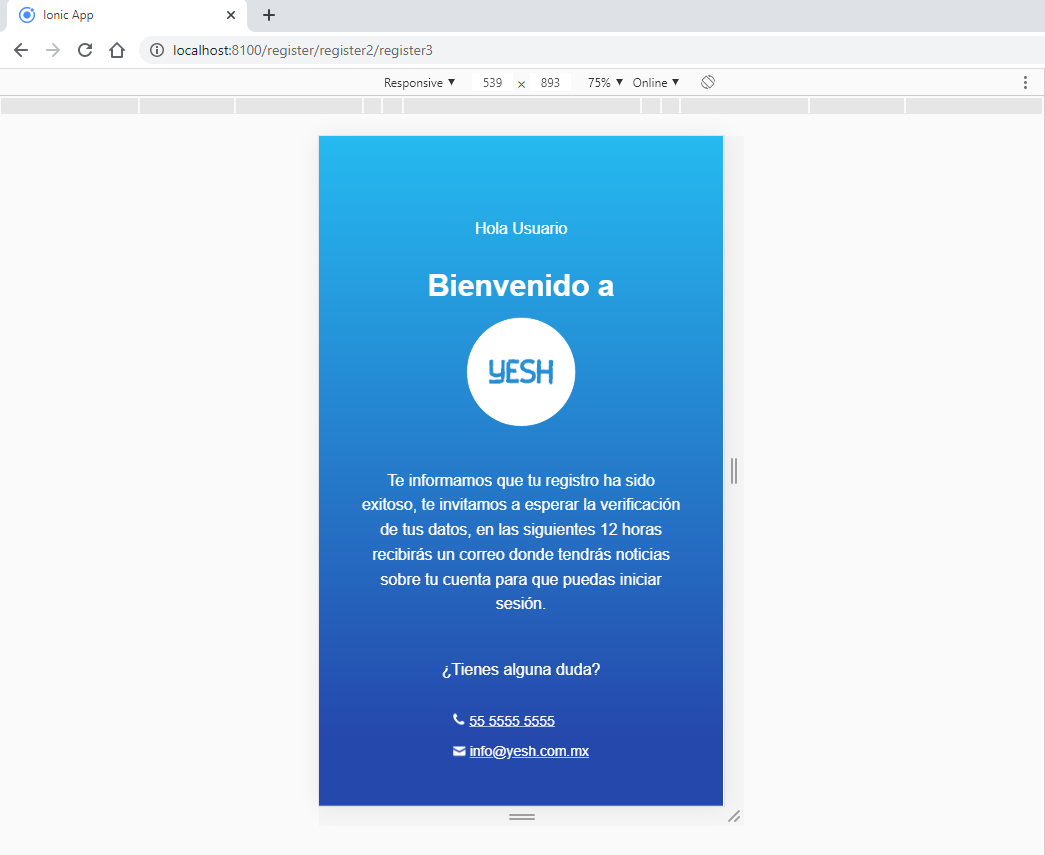 Ionic App
localhost:8100/register/register2/register3
Responsive 539 × 893 75% Online
Hola Usuario
Bienvenido a
YESH
Te informamos que tu registro ha sido
exitoso, te invitamos a esperar la verificación
de tus datos, en las siguientes 12 horas
recibirás un correo donde tendrás noticias
sobre tu cuenta para que puedas iniciar
sesión.
¿Tienes alguna duda?
55 5555 5555
info@yesh.com.mx